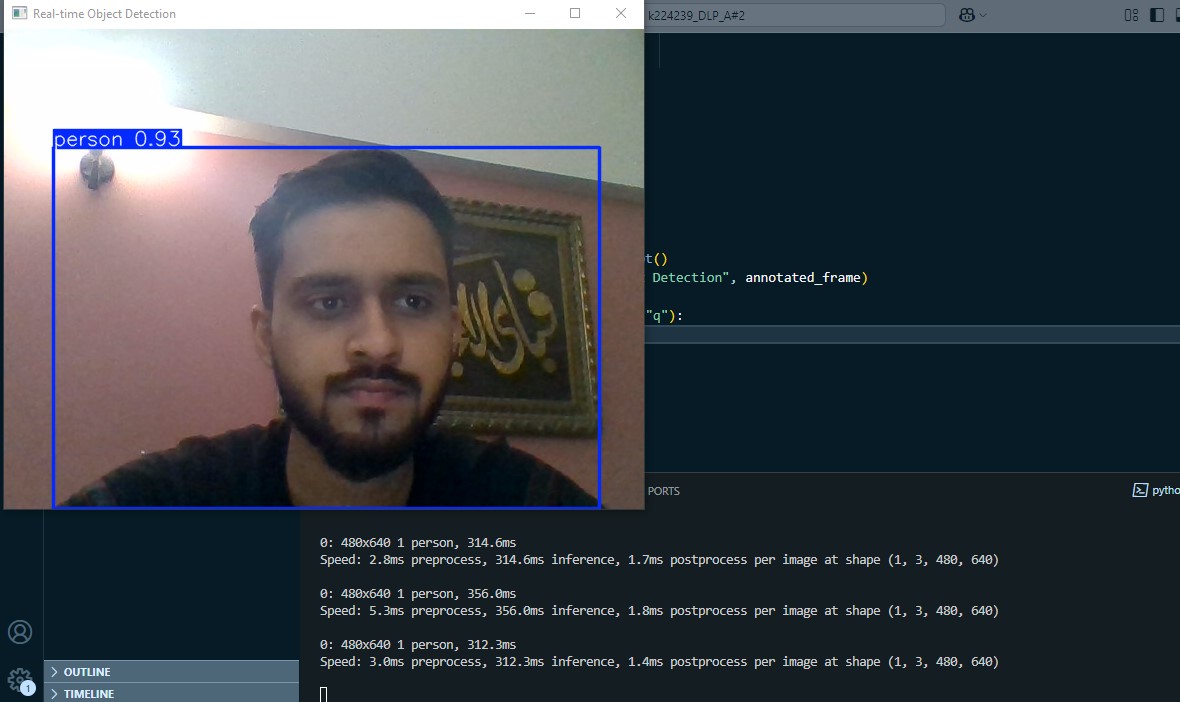 Real-time Object Detection
k224239_DLP_A#2
person 0.93
فبأى الاء
t()
Detection", annotated_frame)
"q"):
PORTS
pytho
0: 480x640 1 person, 314.6ms
Speed: 2.8ms preprocess, 314.6ms inference, 1.7ms postprocess per image at shape (1, 3, 480, 640)
0: 480x640 1 person, 356.0ms
Speed: 5.3ms preprocess, 356.0ms inference, 1.8ms postprocess per image at shape (1, 3, 480, 640)
0: 480x640 1 person, 312.3ms
Speed: 3.0ms preprocess, 312.3ms inference, 1.4ms postprocess per image at shape (1, 3, 480, 640)
OUTLINE
1
TIMELINE